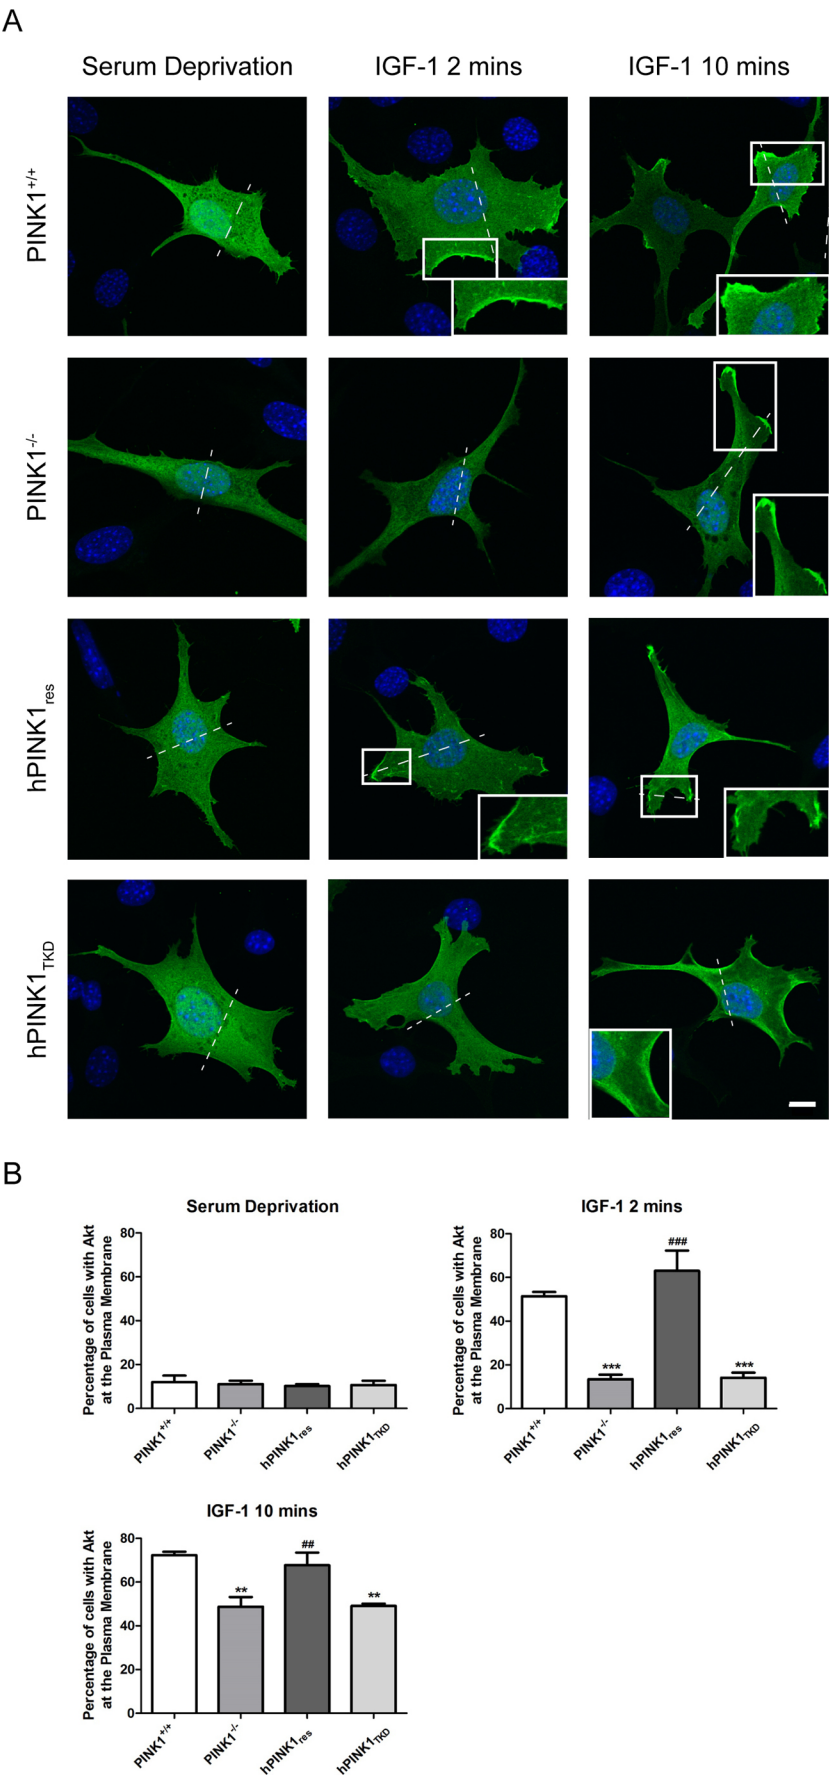 A
Serum Deprivation
IGF-1 2 mins
IGF-1 10 mins
PINK1+/+
PINK1-/-
hPINK1res
hPINK1TKD
B
Serum Deprivation
Percentage of cells with Akt
at the Plasma Membrane
80
60
40
20
0
PINK1+/+
PINK1-/-
hPINK1res
hPINK1TKD
IGF-1 2 mins
Percentage of cells with Akt
at the Plasma Membrane
80
60
40
20
0
***
###
***
PINK1+/+
PINK1-/-
hPINK1res
hPINK1TKD
IGF-1 10 mins
Percentage of cells with Akt
at the Plasma Membrane
80
60
40
20
0
**
##
**
PINK1+/+
PINK1-/-
hPINK1res
hPINK1TKD